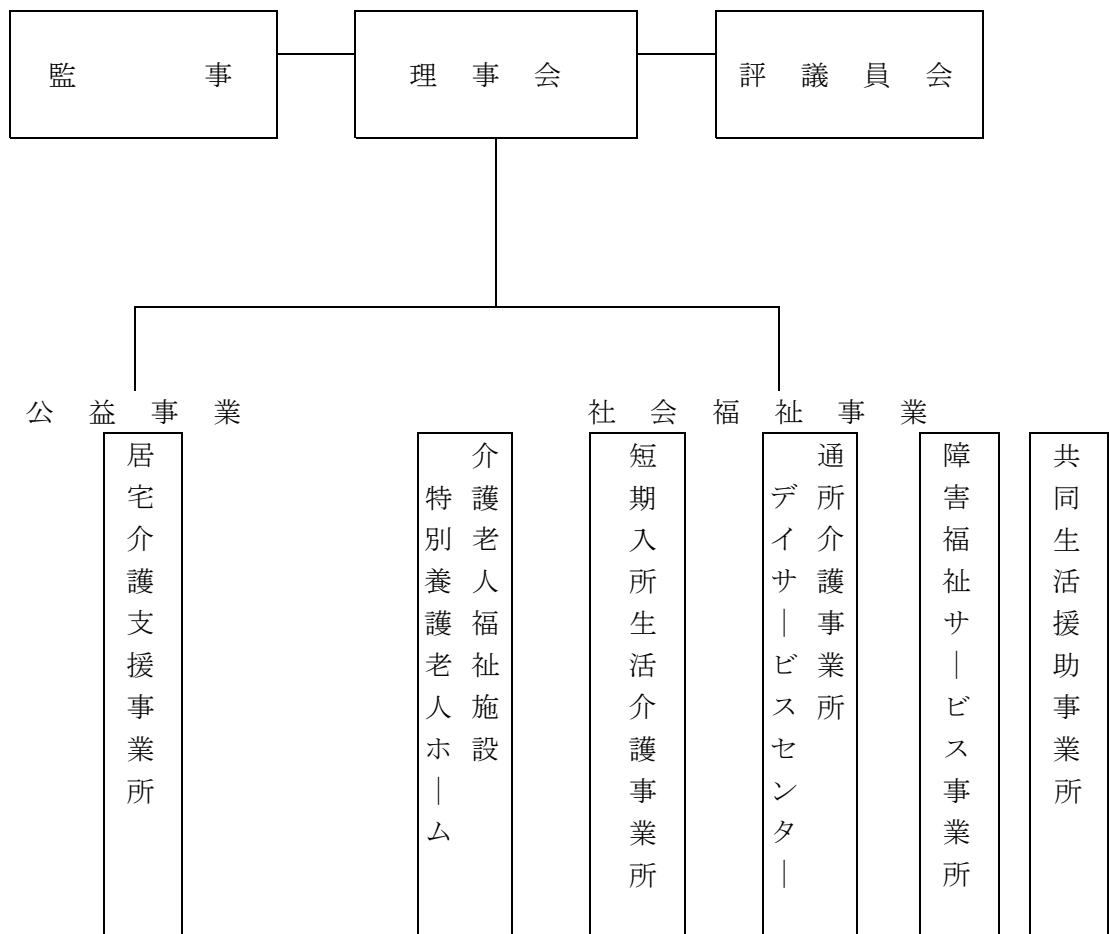 監事
理事会
評議員会
公益事業
社会福祉事業
居宅介護支援事業所
介護老人福祉施設
特別養護老人ホーム
短期入所生活介護事業所
通所介護事業所
デイサービスセンター
障害福祉サービス事業所
共同生活援助事業所